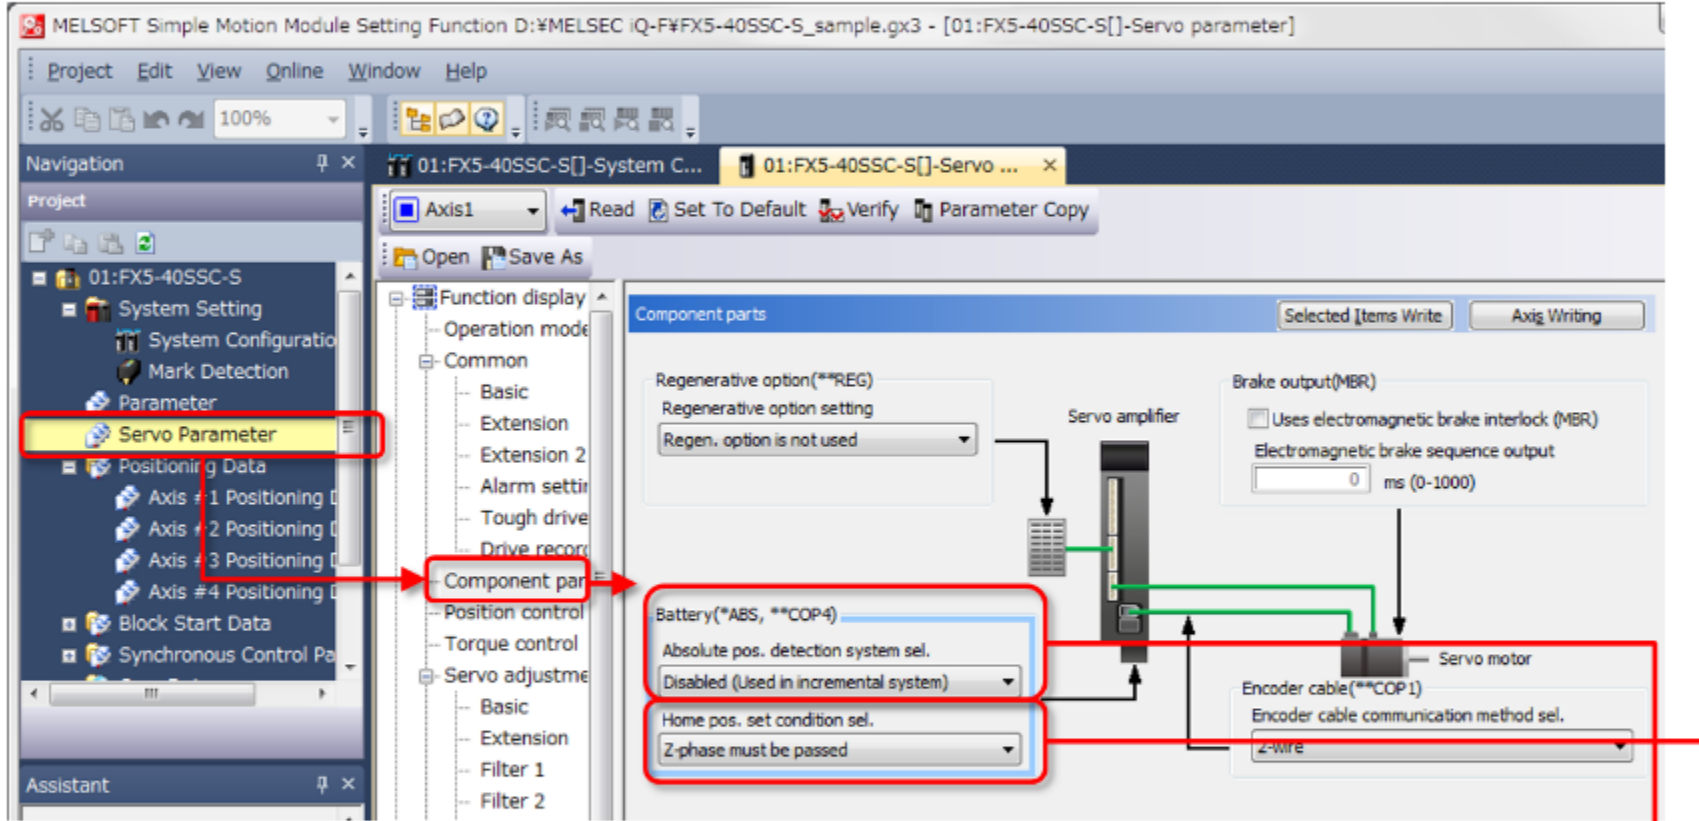 MELSOFT Simple Motion Module Setting Function D:¥MELSEC iQ-F¥FX5-40SSC-S_sample.gx3 - [01:FX5-40SSC-S[]-Servo parameter]
Project Edit View Online Window Help
100%
Navigation
Project
01:FX5-40SSC-S
System Setting
System Configuratio
Mark Detection
Parameter
Servo Parameter
Positioning Data
Axis #1 Positioning D
Axis #2 Positioning D
Axis #3 Positioning D
Axis #4 Positioning D
Block Start Data
Synchronous Control Pa
Assistant
01:FX5-40SSC-S[]-System C...
01:FX5-40SSC-S[]-Servo ...
Axis1 Read Set To Default Verify Parameter Copy
Open Save As
Function display
Operation mode
Common
Basic
Extension
Extension 2
Alarm settin
Tough drive
Drive recor
Component par
Position control
Torque control
Servo adjustme
Basic
Extension
Filter 1
Filter 2
Component parts
Selected Items Write
Axis Writing
Regenerative option(**REG)
Regenerative option setting
Regen. option is not used
Servo amplifier
Brake output(MBR)
Uses electromagnetic brake interlock (MBR)
Electromagnetic brake sequence output
0 ms (0-1000)
Battery(*ABS, **COP4)
Absolute pos. detection system sel.
Disabled (Used in incremental system)
Home pos. set condition sel.
Z-phase must be passed
Servo motor
Encoder cable(**COP1)
Encoder cable communication method sel.
2-wire